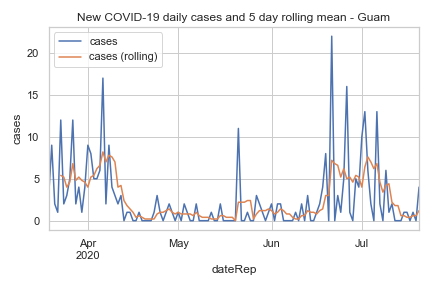 New COVID-19 daily cases and 5 day rolling mean - Guam
cases
cases (rolling)
20
15
10
5
0
cases
Apr
2020
May
Jun
Jul
dateRep